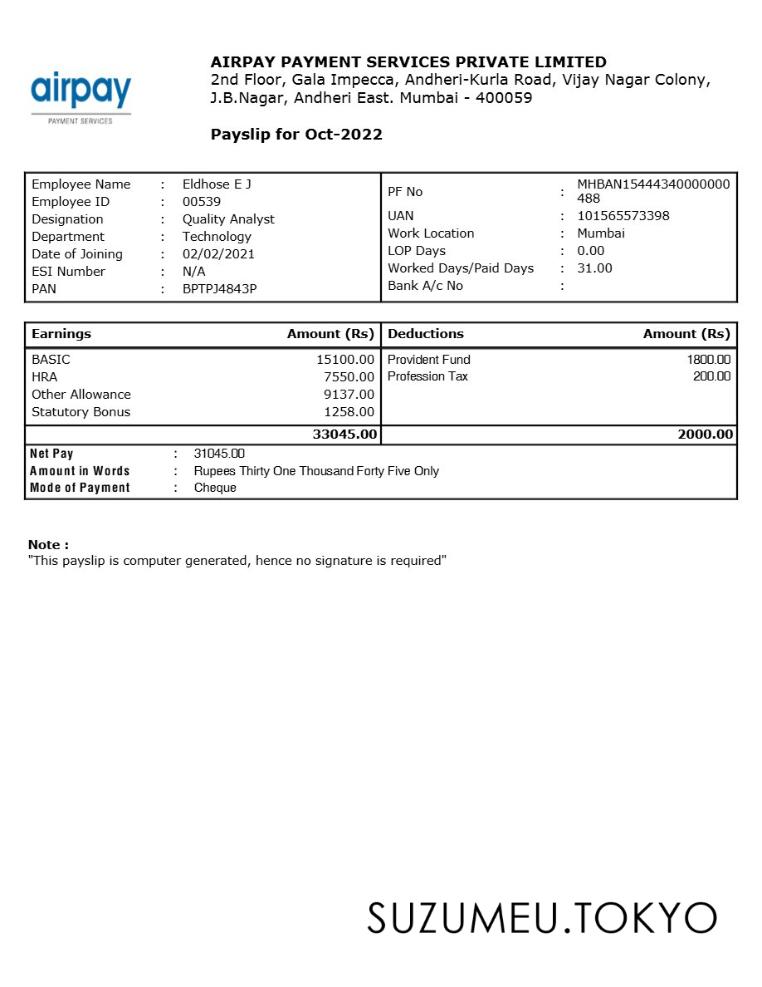 airpay
PAYMENT SERVICES
AIRPAY PAYMENT SERVICES PRIVATE LIMITED
2nd Floor, Gala Impecca, Andheri-Kurla Road, Vijay Nagar Colony,
J.B.Nagar, Andheri East. Mumbai - 400059
Payslip for Oct-2022
Employee Name : Eldhose E J
Employee ID : 00539
Designation : Quality Analyst
Department : Technology
Date of Joining : 02/02/2021
ESI Number : N/A
PAN : BPTPJ4843P
PF No : MHBAN15444340000000
488
UAN : 101565573398
Work Location : Mumbai
LOP Days : 0.00
Worked Days/Paid Days : 31.00
Bank A/c No :
Earnings Amount (Rs) Deductions Amount (Rs)
BASIC 15100.00 Provident Fund 1800.00
HRA 7550.00 Profession Tax 200.00
Other Allowance 9137.00
Statutory Bonus 1258.00
33045.00 2000.00
Net Pay : 31045.00
Amount in Words : Rupees Thirty One Thousand Forty Five Only
Mode of Payment : Cheque
Note :
"This payslip is computer generated, hence no signature is required"
SUZUMEU.TOKYO